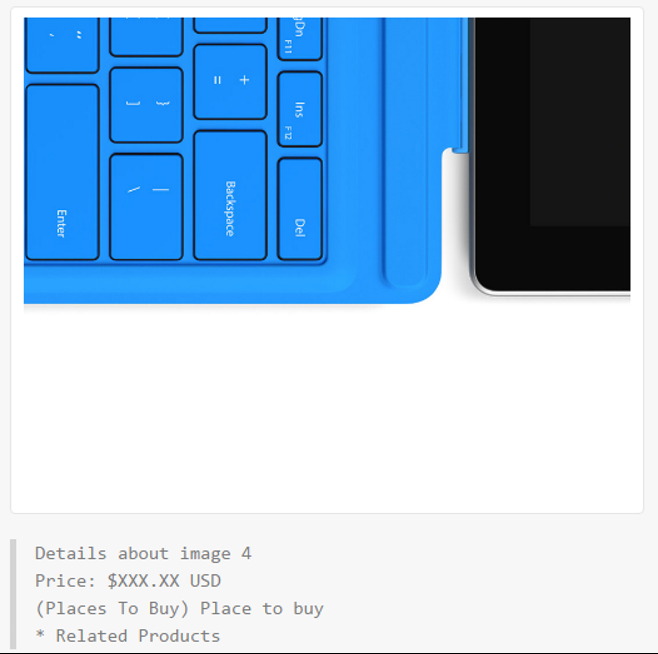 gDn F11
Ins F12
Del
+ =
Backspace
} ]
| \
" '
Enter
Details about image 4
Price: $XXX.XX USD
(Places To Buy) Place to buy
* Related Products